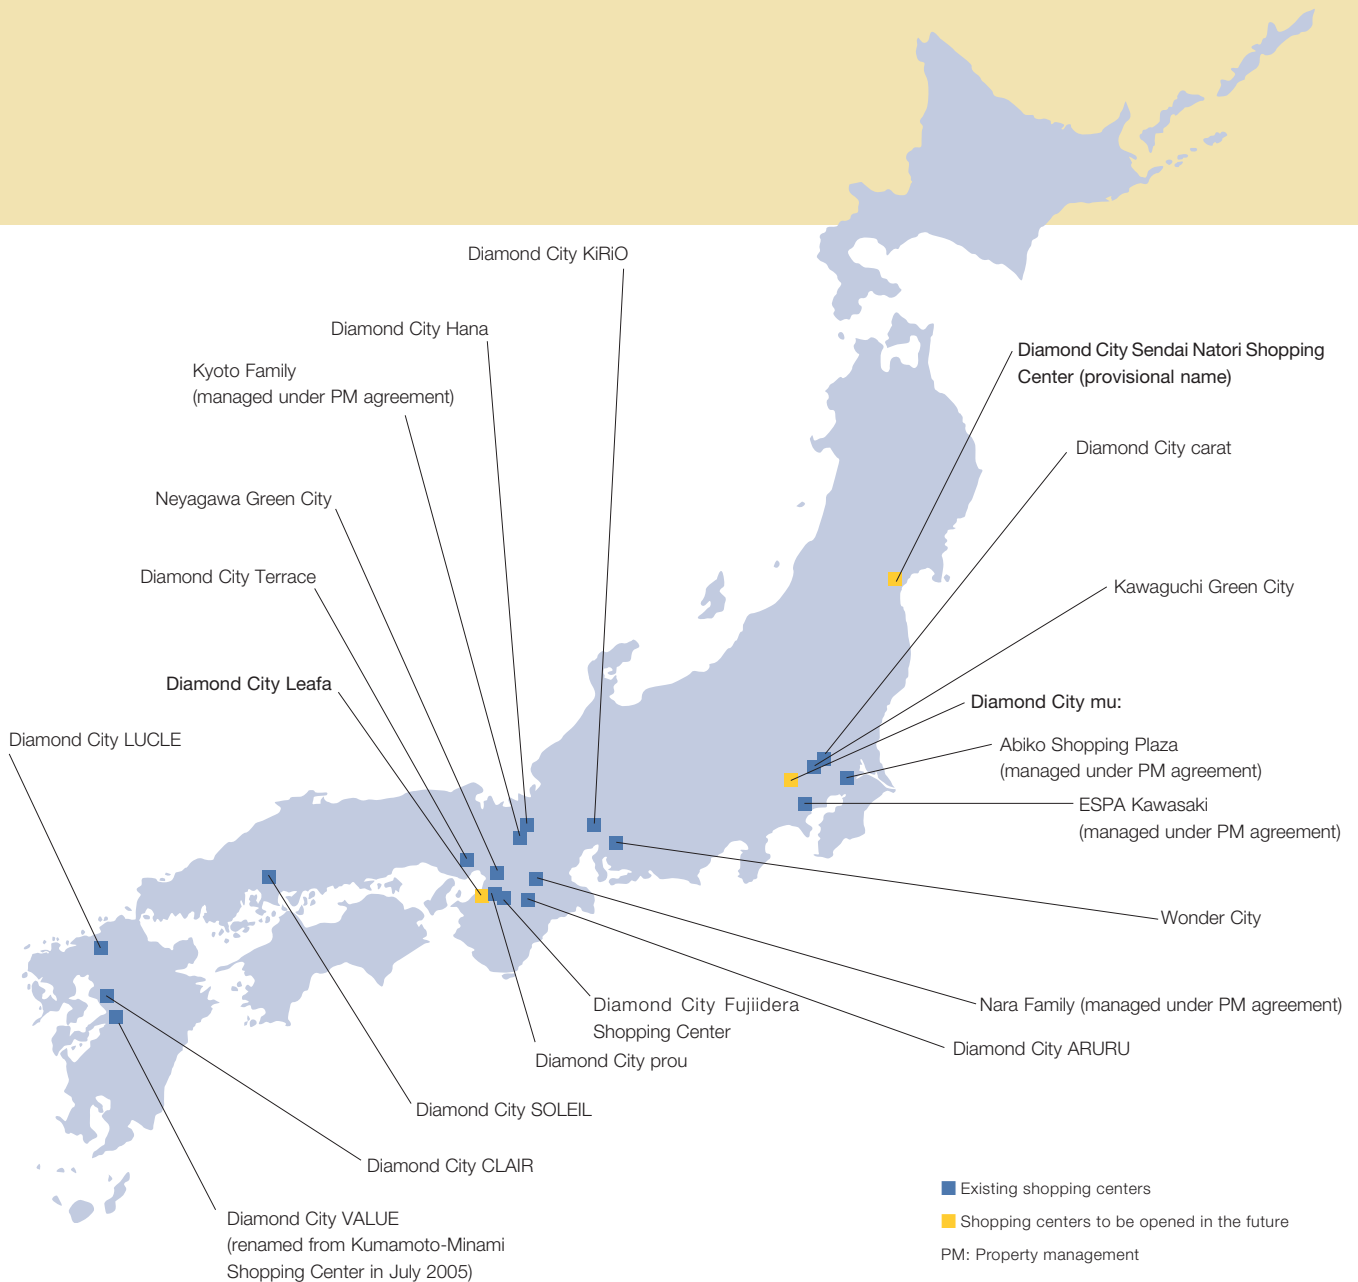 Diamond City KiRiO
Diamond City Hana
Kyoto Family
(managed under PM agreement)
Neyagawa Green City
Diamond City Terrace
Diamond City Leafa
Diamond City LUCLE
Diamond City Sendai Natori Shopping
Center (provisional name)
Diamond City carat
Kawaguchi Green City
Diamond City mu:
Abiko Shopping Plaza
(managed under PM agreement)
ESPA Kawasaki
(managed under PM agreement)
Wonder City
Nara Family (managed under PM agreement)
Diamond City ARURU
Diamond City Fujiidera
Shopping Center
Diamond City prou
Diamond City SOLEIL
Diamond City CLAIR
Diamond City VALUE
(renamed from Kumamoto-Minami
Shopping Center in July 2005)
Existing shopping centers
Shopping centers to be opened in the future
PM: Property management